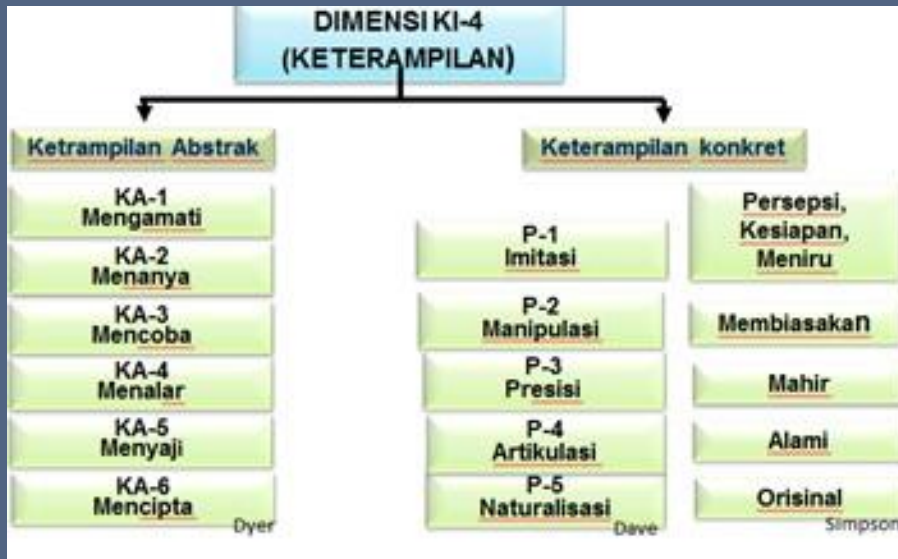 DIMENSI KI-4
(KETERAMPILAN)
Ketrampilan Abstrak
KA-1
Mengamati
KA-2
Menanya
KA-3
Mencoba
KA-4
Menalar
KA-5
Menyaji
KA-6
Mencipta
Dyer
Keterampilan konkret
P-1
Imitasi
P-2
Manipulasi
P-3
Presisi
P-4
Artikulasi
P-5
Naturalisasi
Dave
Persepsi,
Kesiapan,
Meniru
Membiasakan
Mahir
Alami
Orisinal
Simpson